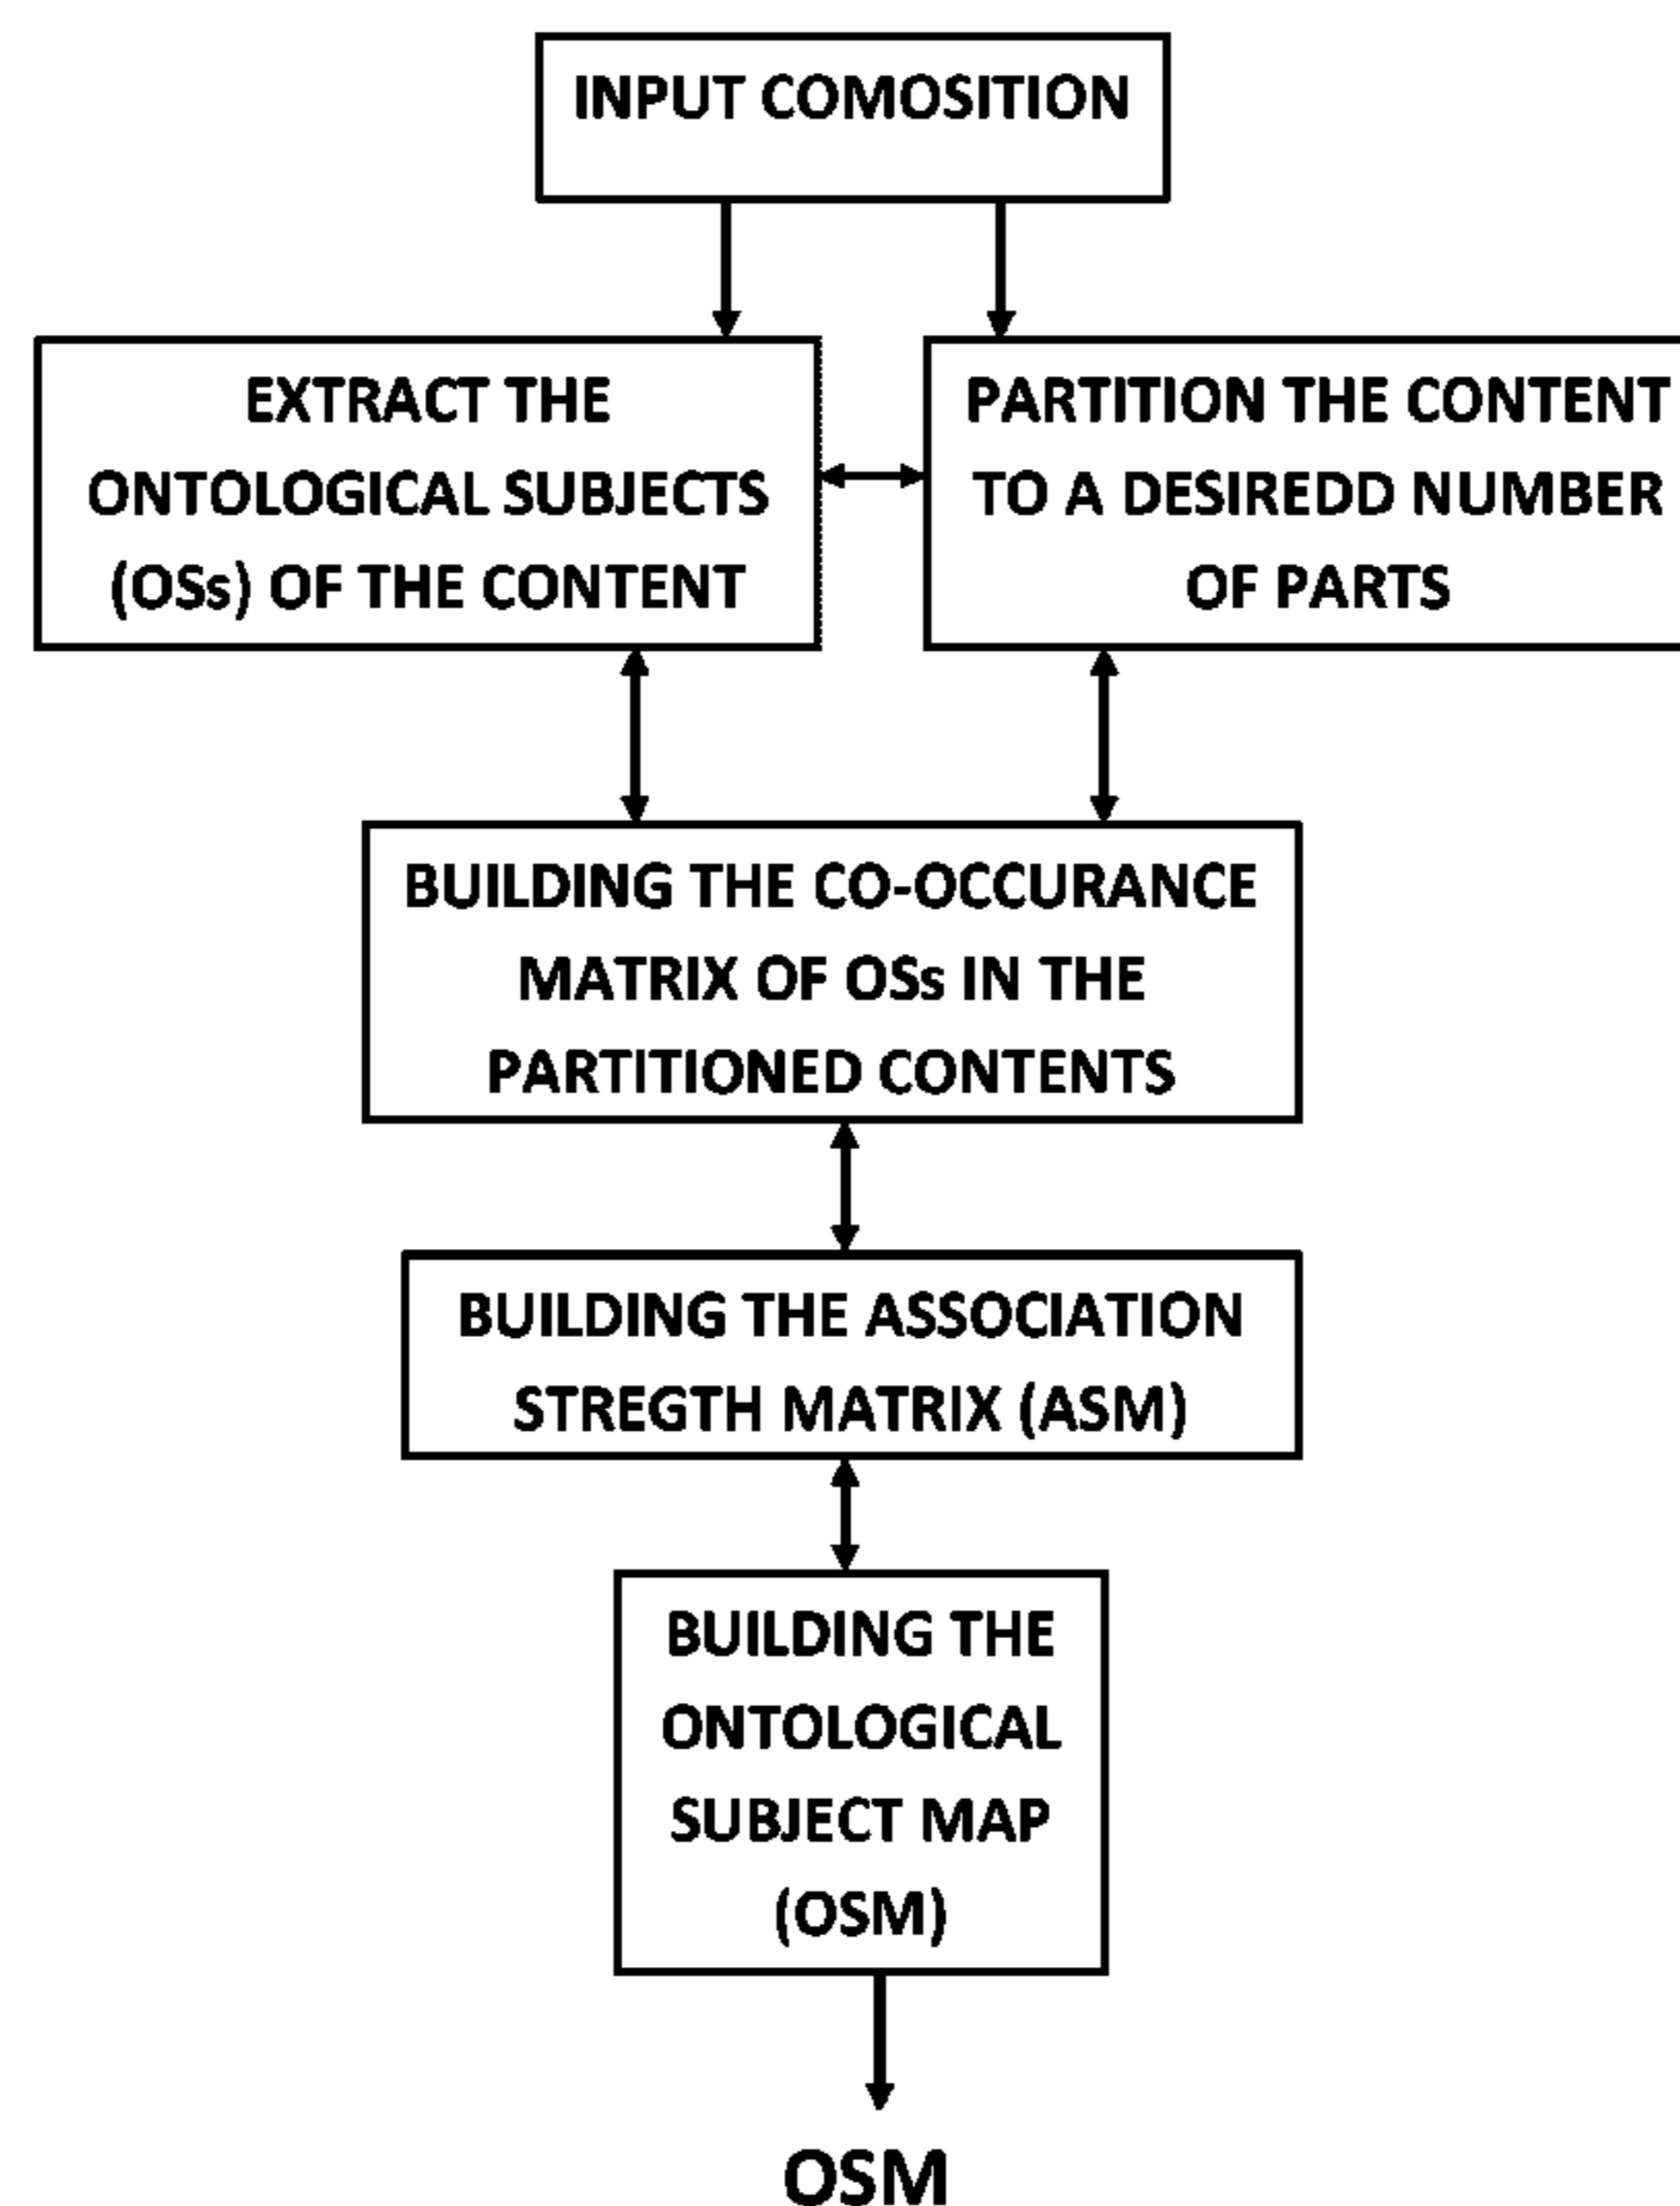 INPUT COMOSITION
EXTRACT THE
ONTOLOGICAL SUBJECTS
(OSs) OF THE CONTENT
PARTITION THE CONTENT
TO A DESIREDD NUMBER
OF PARTS
BUILDING THE CO-OCCURANCE
MATRIX OF OSs IN THE
PARTITIONED CONTENTS
BUILDING THE ASSOCIATION
STREGTH MATRIX (ASM)
BUILDING THE
ONTOLOGICAL
SUBJECT MAP
(OSM)
OSM